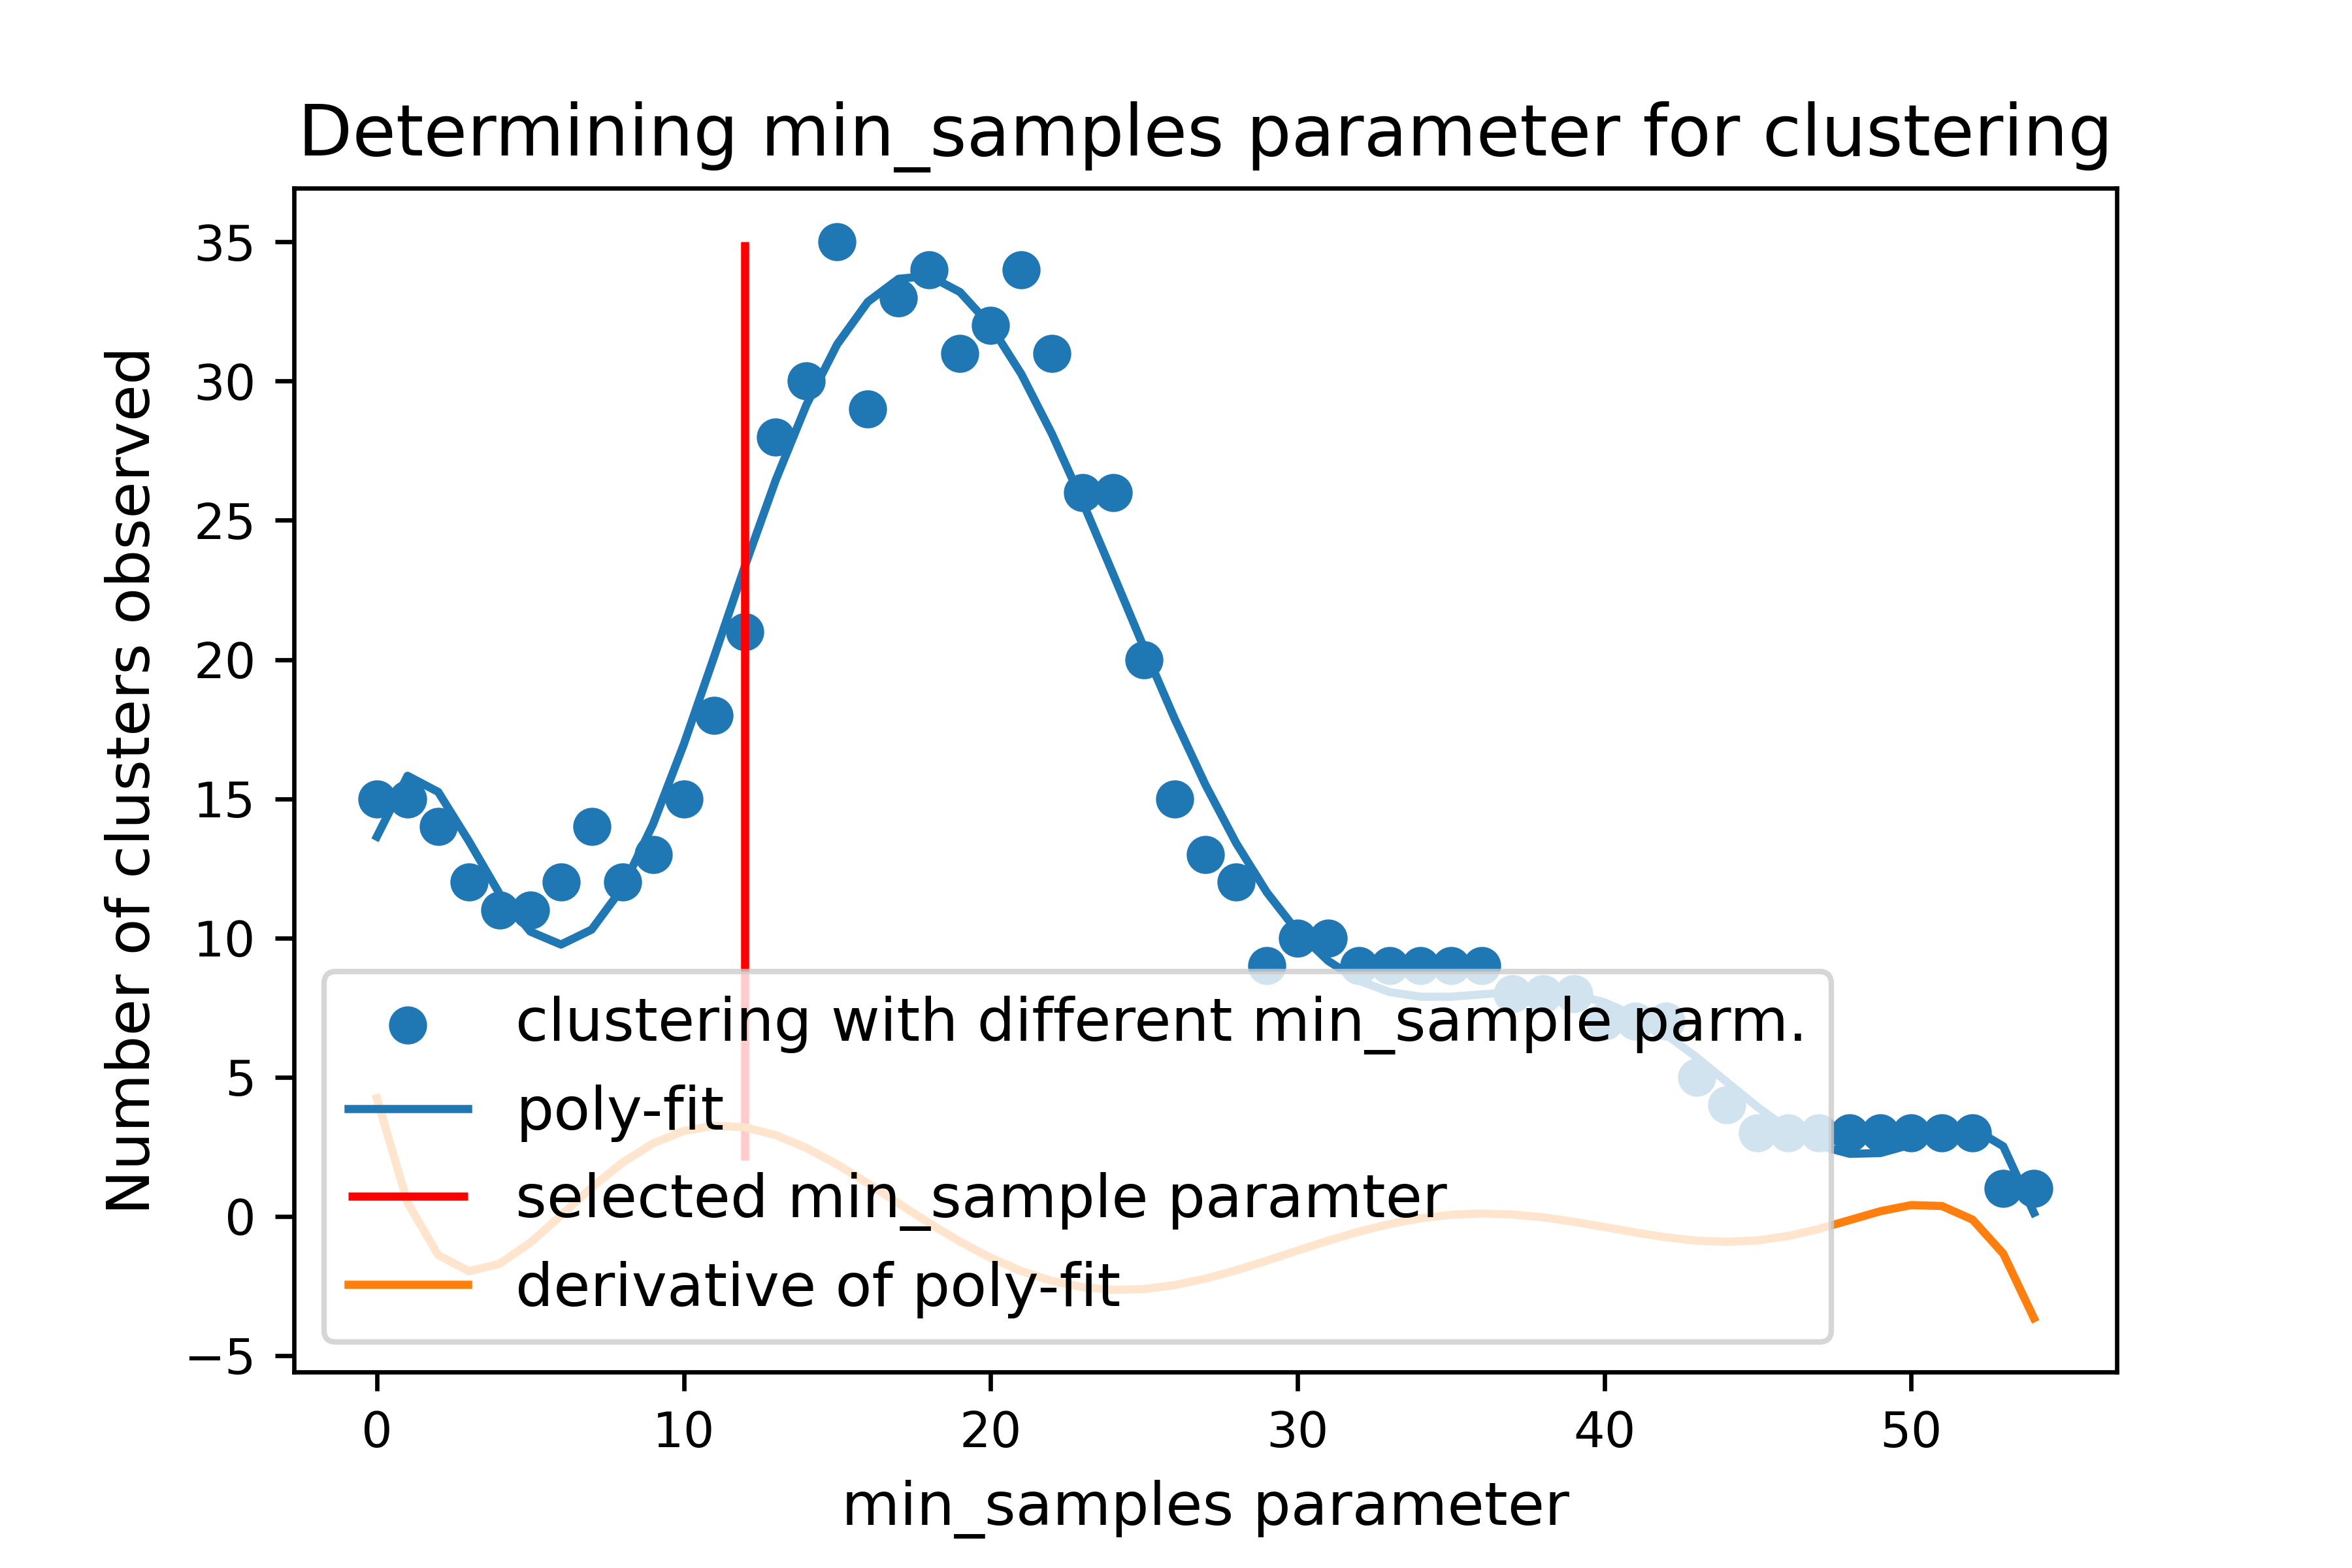 Determining min_samples parameter for clustering
Number of clusters observed
35
30
25
20
15
10
5
0
−5
clustering with different min_sample parm.
poly-fit
selected min_sample paramter
derivative of poly-fit
0 10 20 30 40 50
min_samples parameter